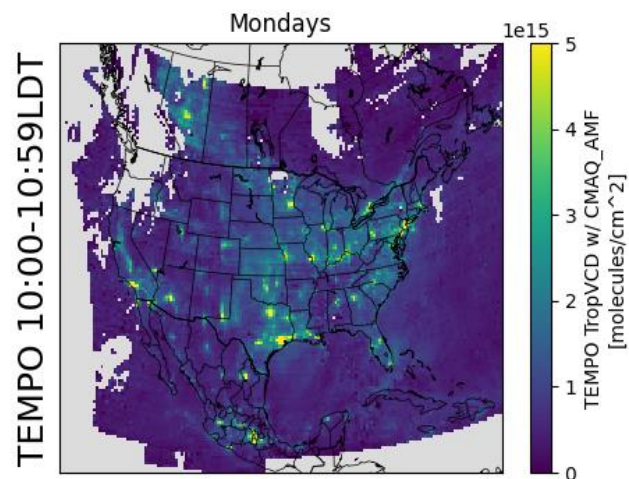 Mondays
TEMPO 10:00-10:59LDT
1e15
5
4
3
2
1
0
TEMPO TropVCD w/ CMAQ_AMF
[molecules/cm^2]